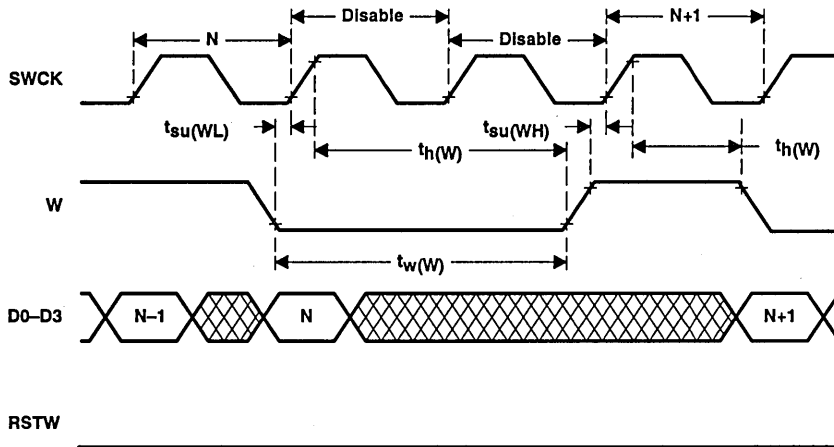 Disable
N
Disable
N+1
SWCK
tsu(WL)
tsu(WH)
th(W)
th(W)
W
tw(W)
D0–D3
N–1
N
N+1
RSTW